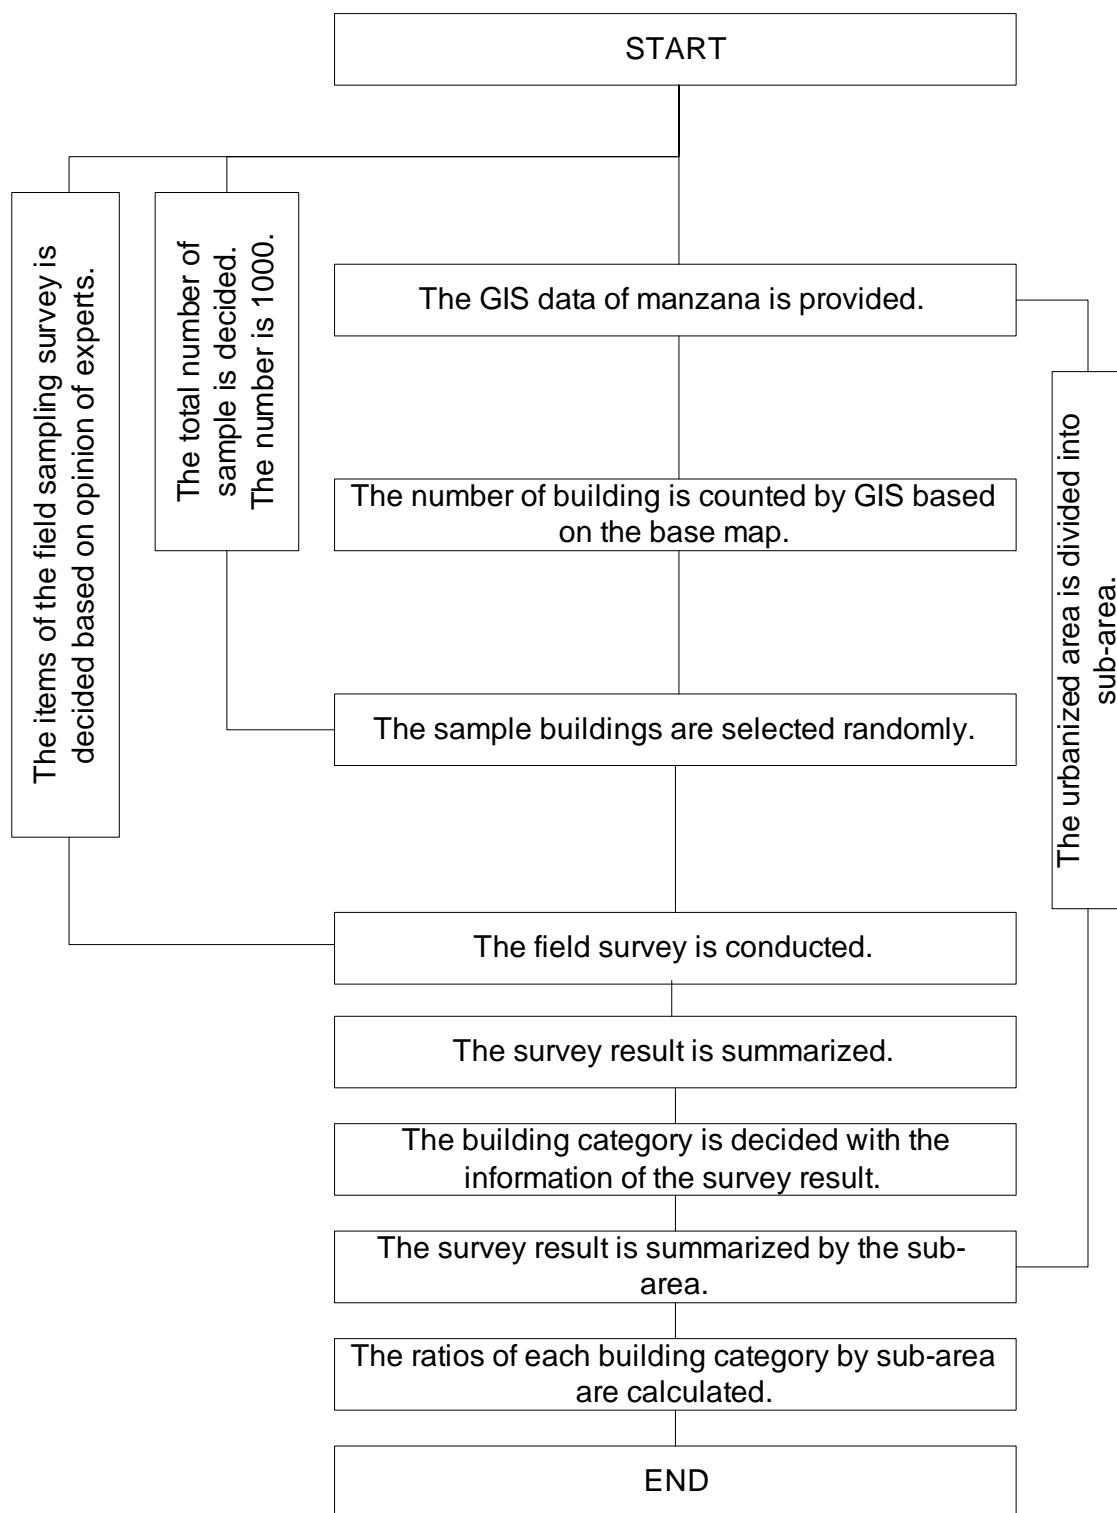 START
The items of the field sampling survey is
decided based on opinion of experts.
The total number of
sample is decided.
The number is 1000.
The GIS data of manzana is provided.
The number of building is counted by GIS based
on the base map.
The urbanized area is divided into
sub-area.
The sample buildings are selected randomly.
The field survey is conducted.
The survey result is summarized.
The building category is decided with the
information of the survey result.
The survey result is summarized by the sub-
area.
The ratios of each building category by sub-area
are calculated.
END